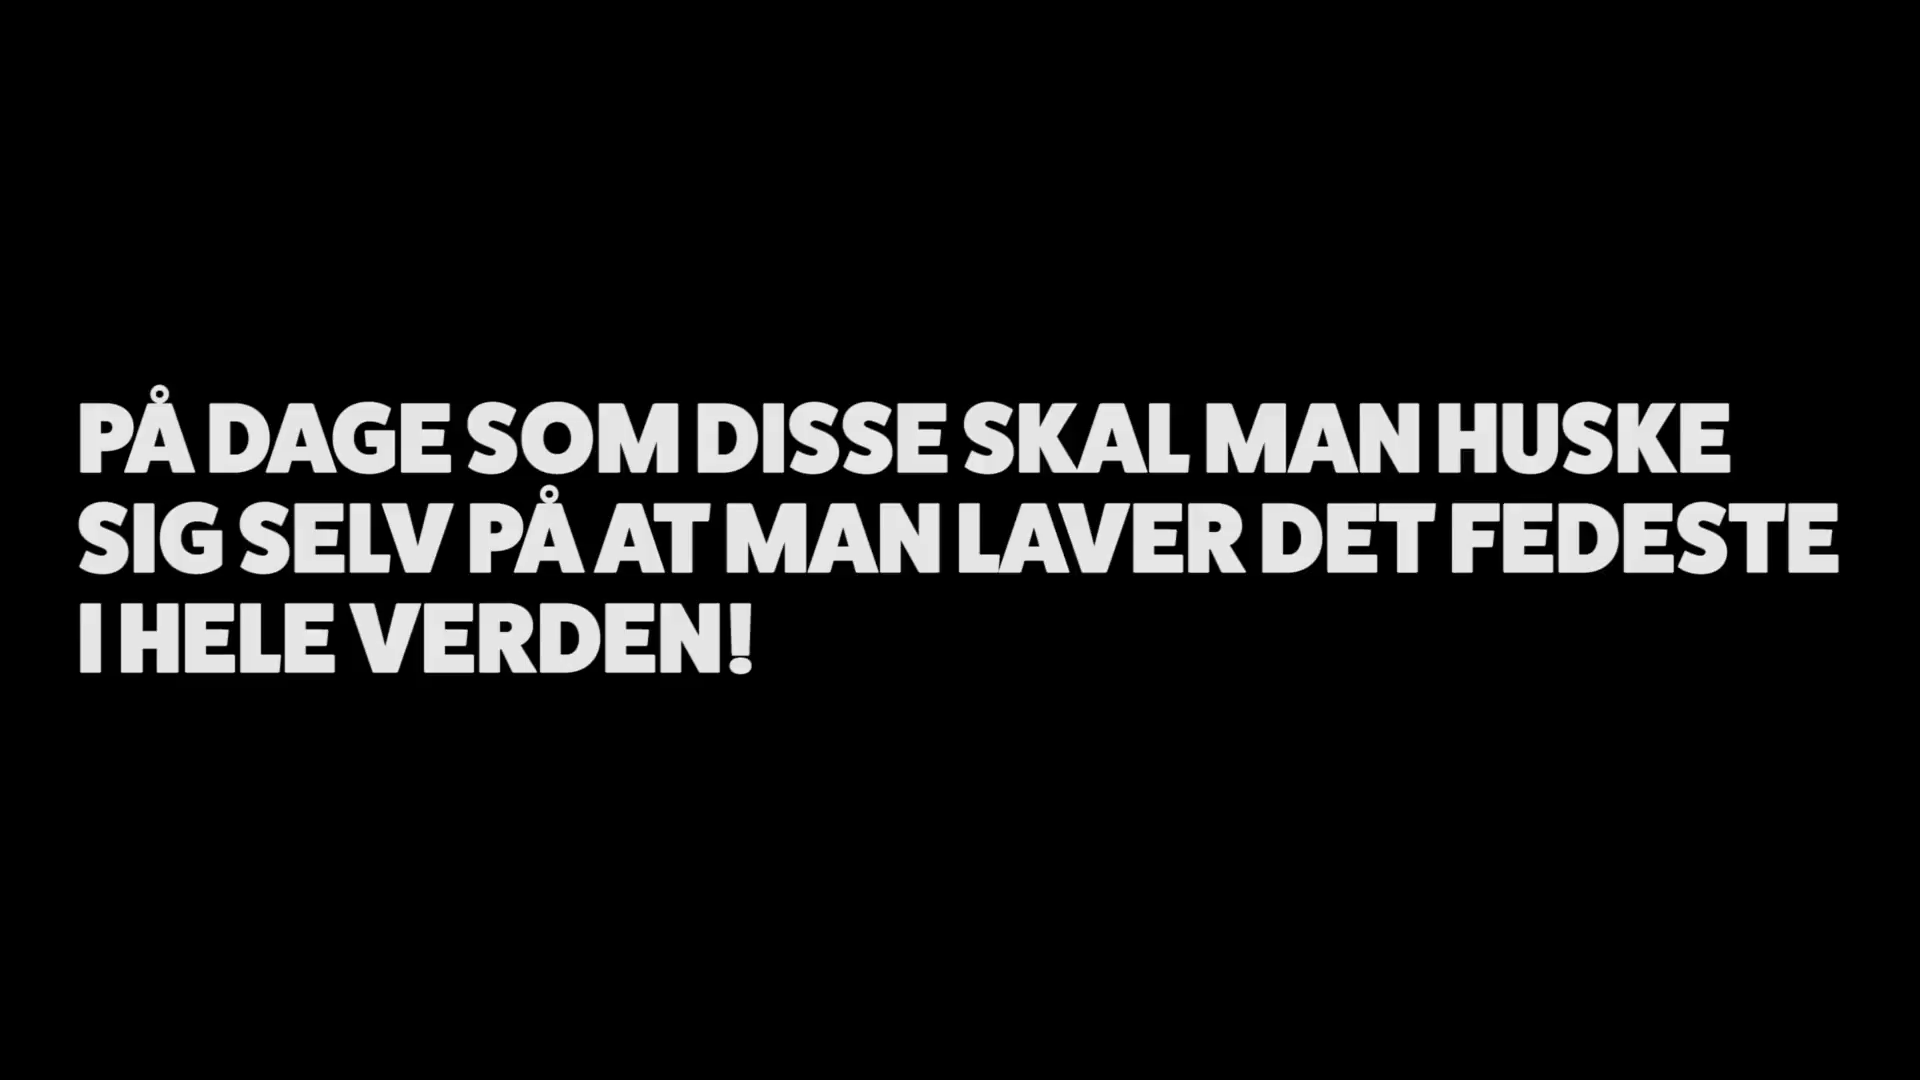 PÅ DAGE SOM DISSE SKAL MAN HUSKE
SIG SELV PÅ AT MAN LAVER DET FEDESTE
I HELE VERDEN!